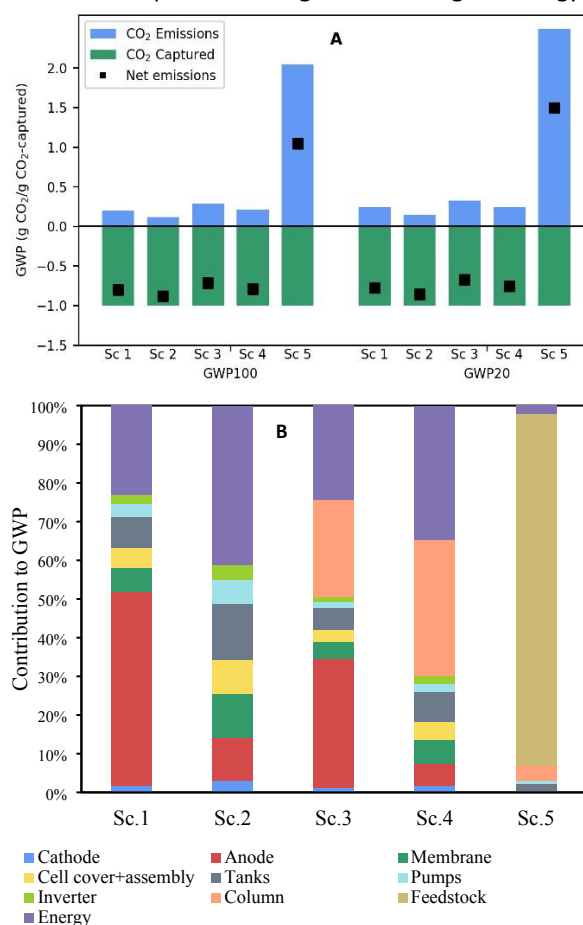 CO₂ Emissions
CO₂ Captured
Net emissions
A
GWP (g CO₂/g CO₂-captured)
2.0
1.5
1.0
0.5
0.0
−0.5
−1.0
−1.5
Sc 1 Sc 2 Sc 3 Sc 4 Sc 5 Sc 1 Sc 2 Sc 3 Sc 4 Sc 5
GWP100 GWP20
B
Contribution to GWP
100%
90%
80%
70%
60%
50%
40%
30%
20%
10%
0%
Sc.1 Sc.2 Sc.3 Sc.4 Sc.5
Cathode Anode Membrane
Cell cover+assembly Tanks Pumps
Inverter Column Feedstock
Energy